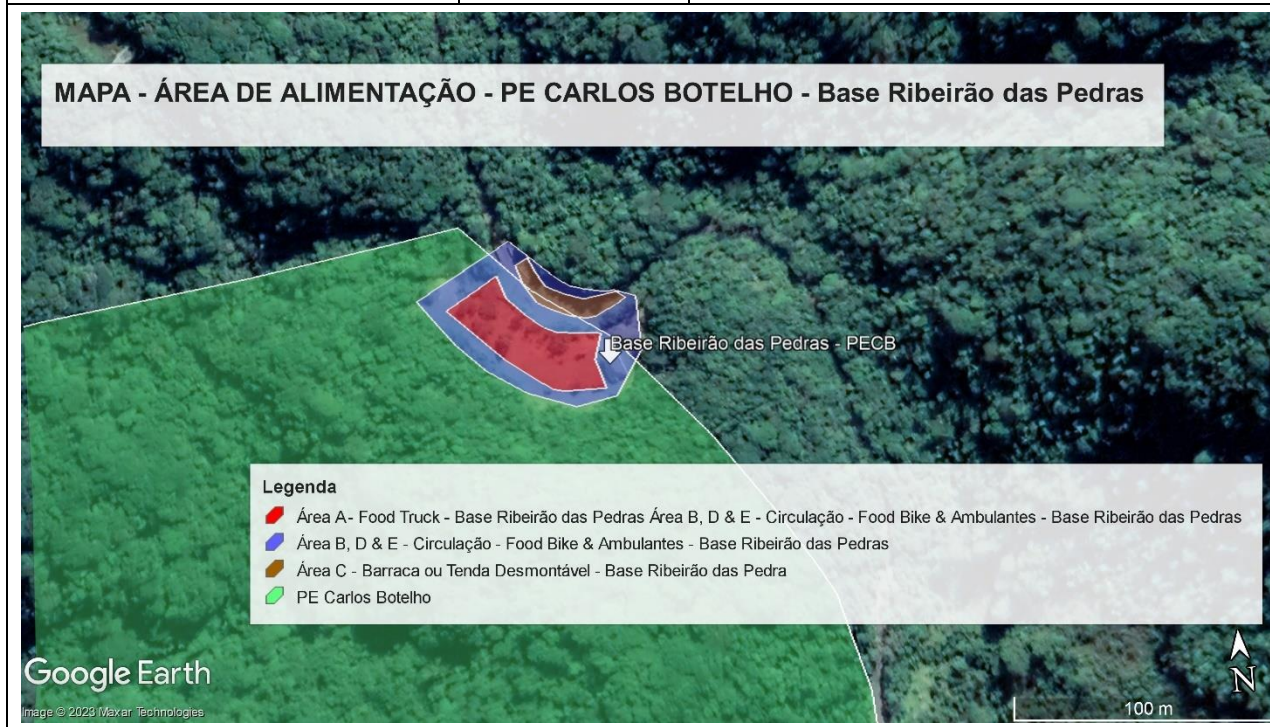 MAPA - ÁREA DE ALIMENTAÇÃO - PE CARLOS BOTELHO - Base Ribeirão das Pedras
Base Ribeirão das Pedras - PECB
Legenda
Área A- Food Truck - Base Ribeirão das Pedras Área B, D & E - Circulação - Food Bike & Ambulantes - Base Ribeirão das Pedras
Área B, D & E - Circulação - Food Bike & Ambulantes - Base Ribeirão das Pedras
Área C - Barraca ou Tenda Desmontável - Base Ribeirão das Pedra
PE Carlos Botelho
Google Earth
Image © 2023 Maxar Technologies
N
100 m